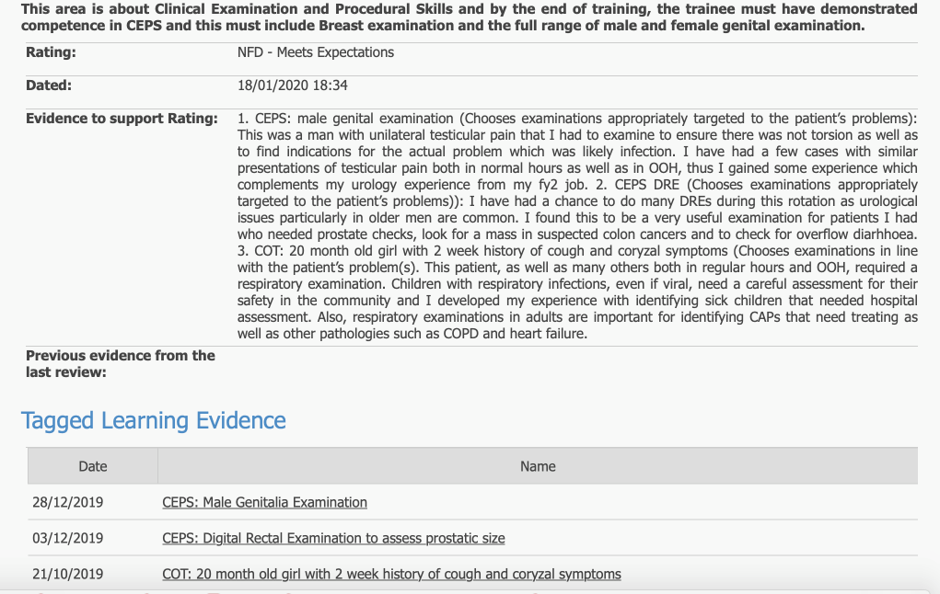 This area is about Clinical Examination and Procedural Skills and by the end of training, the trainee must have demonstrated
competence in CEPS and this must include Breast examination and the full range of male and female genital examination.
Rating: NFD - Meets Expectations
Dated: 18/01/2020 18:34
Evidence to support Rating: 1. CEPS: male genital examination (Chooses examinations appropriately targeted to the patient's problems):
This was a man with unilateral testicular pain that I had to examine to ensure there was not torsion as well as
to find indications for the actual problem which was likely infection. I have had a few cases with similar
presentations of testicular pain both in normal hours as well as in OOH, thus I gained some experience which
complements my urology experience from my fy2 job. 2. CEPS DRE (Chooses examinations appropriately
targeted to the patient's problems)): I have had a chance to do many DREs during this rotation as urological
issues particularly in older men are common. I found this to be a very useful examination for patients I had
who needed prostate checks, look for a mass in suspected colon cancers and to check for overflow diarhhoea.
3. COT: 20 month old girl with 2 week history of cough and coryzal symptoms (Chooses examinations in line
with the patient's problem(s). This patient, as well as many others both in regular hours and OOH, required a
respiratory examination. Children with respiratory infections, even if viral, need a careful assessment for their
safety in the community and I developed my experience with identifying sick children that needed hospital
assessment. Also, respiratory examinations in adults are important for identifying CAPs that need treating as
well as other pathologies such as COPD and heart failure.
Previous evidence from the
last review:
Tagged Learning Evidence
Date Name
28/12/2019 CEPS: Male Genitalia Examination
03/12/2019 CEPS: Digital Rectal Examination to assess prostatic size
21/10/2019 COT: 20 month old girl with 2 week history of cough and coryzal symptoms